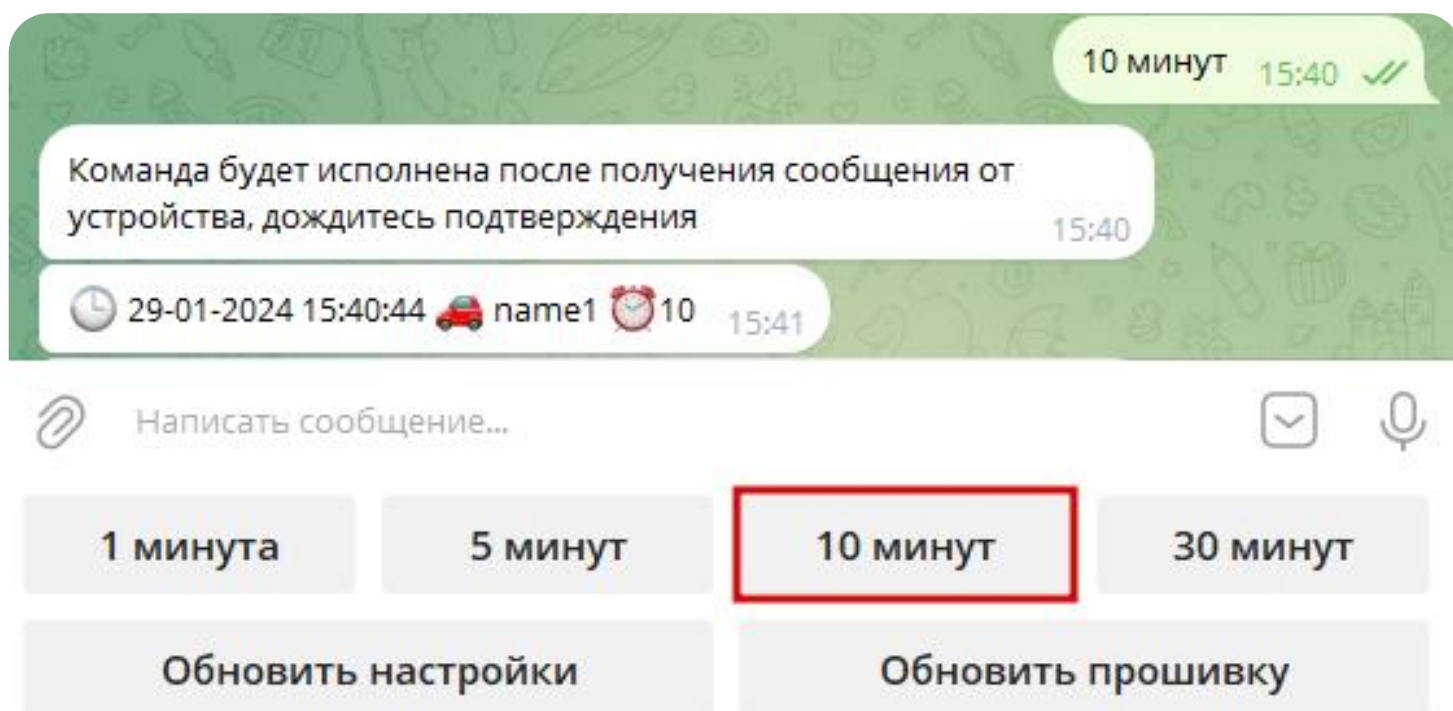 10 минут 15:40
Команда будет исполнена после получения сообщения от
устройства, дождитесь подтверждения 15:40
29-01-2024 15:40:44 name1 10 15:41
Написать сообщение...
1 минута 5 минут 10 минут 30 минут
Обновить настройки Обновить прошивку